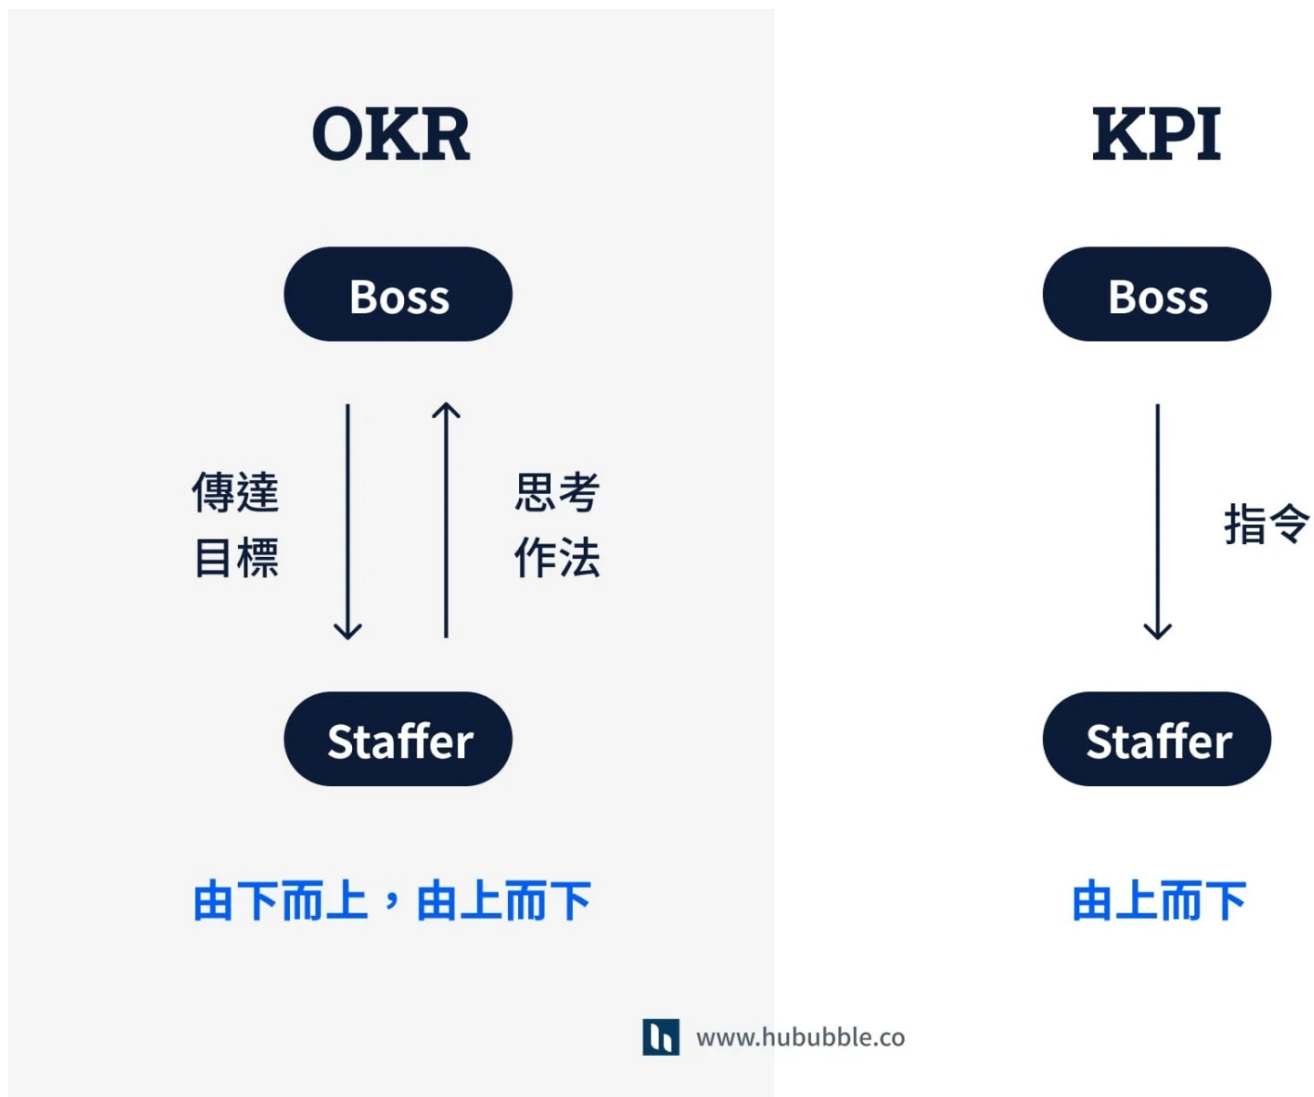 OKR
Boss
傳達
目標
思考
作法
Staffer
由下而上，由上而下
KPI
Boss
指令
Staffer
由上而下
www.hububble.co